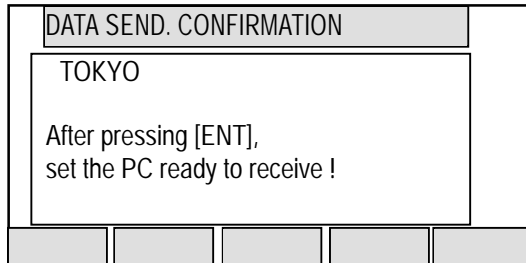 DATA SEND. CONFIRMATION
TOKYO
After pressing [ENT],
set the PC ready to receive !